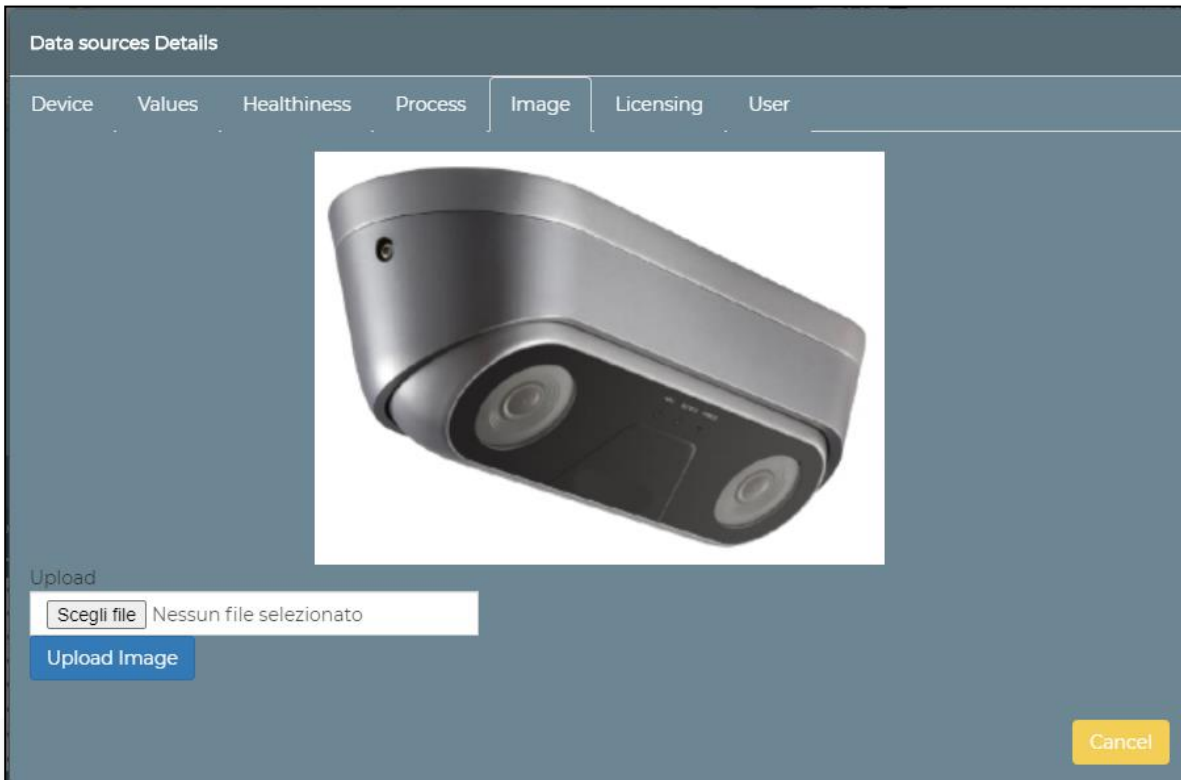 Data sources Details
Device Values Healthiness Process Image Licensing User
Upload
Scegli file Nessun file selezionato
Upload Image
Cancel